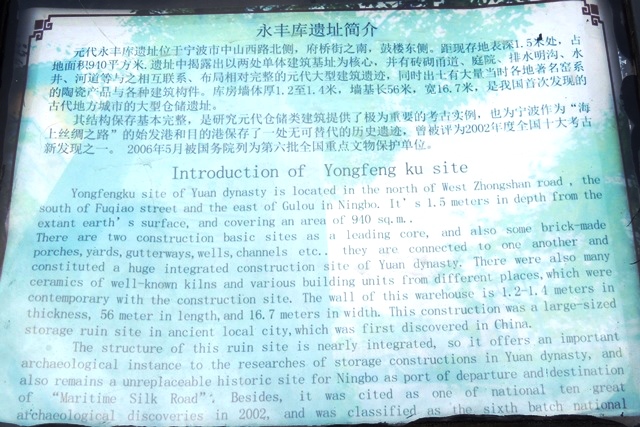 永丰库遗址简介
元代永丰库遗址位于宁波市中山西路北侧，府桥街之南，鼓楼东侧。距现存地表深1.5米处，占
地面积940平方米.遗址中揭露出以两处单体建筑基址为核心，并有砖砌甬道、庭院、排水明沟、水
井、河道等与之相互联系、布局相对完整的元代大型建筑遗迹，同时出土有大量当时各地著名窑系
的陶瓷产品与各种建筑构件。库房墙体厚1.2至1.4米，墙基长56米，宽16.7米，是我国首次发现的
古代地方城市的大型仓储遗址。
其结构保存基本完整，是研究元代仓储类建筑提供了极为重要的考古实例，也为宁波作为“海
上丝绸之路”的始发港和目的港保存了一处无可替代的历史遗迹，曾被评为2002年度全国十大考古
新发现之一。 2006年5月被国务院列为第六批全国重点文物保护单位。
Introduction of Yongfeng ku site
Yongfengku site of Yuan dynasty is located in the north of West Zhongshan road , the
south of Fuqiao street and the east of Gulou in Ningbo. It’s 1.5 meters in depth from the
extant earth’s surface, and covering an area of 940 sq.m..
There are two construction basic sites as a leading core, and also some brick-made
porches,yards,gutterways,wells,channels etc.. they are connected to one another and
constituted a huge integrated construction site of Yuan dynasty. There were also many
ceramics of well-known kilns and various building units from different places,which were
contemporary with the construction site. The wall of this warehouse is 1.2-1.4 meters in
thickness, 56 meter in length,and 16.7 meters in width. This construction was a large-sized
storage ruin site in ancient local city,which was first discovered in China.
The structure of this ruin site is nearly integrated, so it offers an important
archaeological instance to the researches of storage constructions in Yuan dynasty, and
also remains a unreplaceable historic site for Ningbo as port of departure and destination
of “Maritime Silk Road”. Besides, it was cited as one of national ten great
archaeological discoveries in 2002, and was classified as the sixth batch national